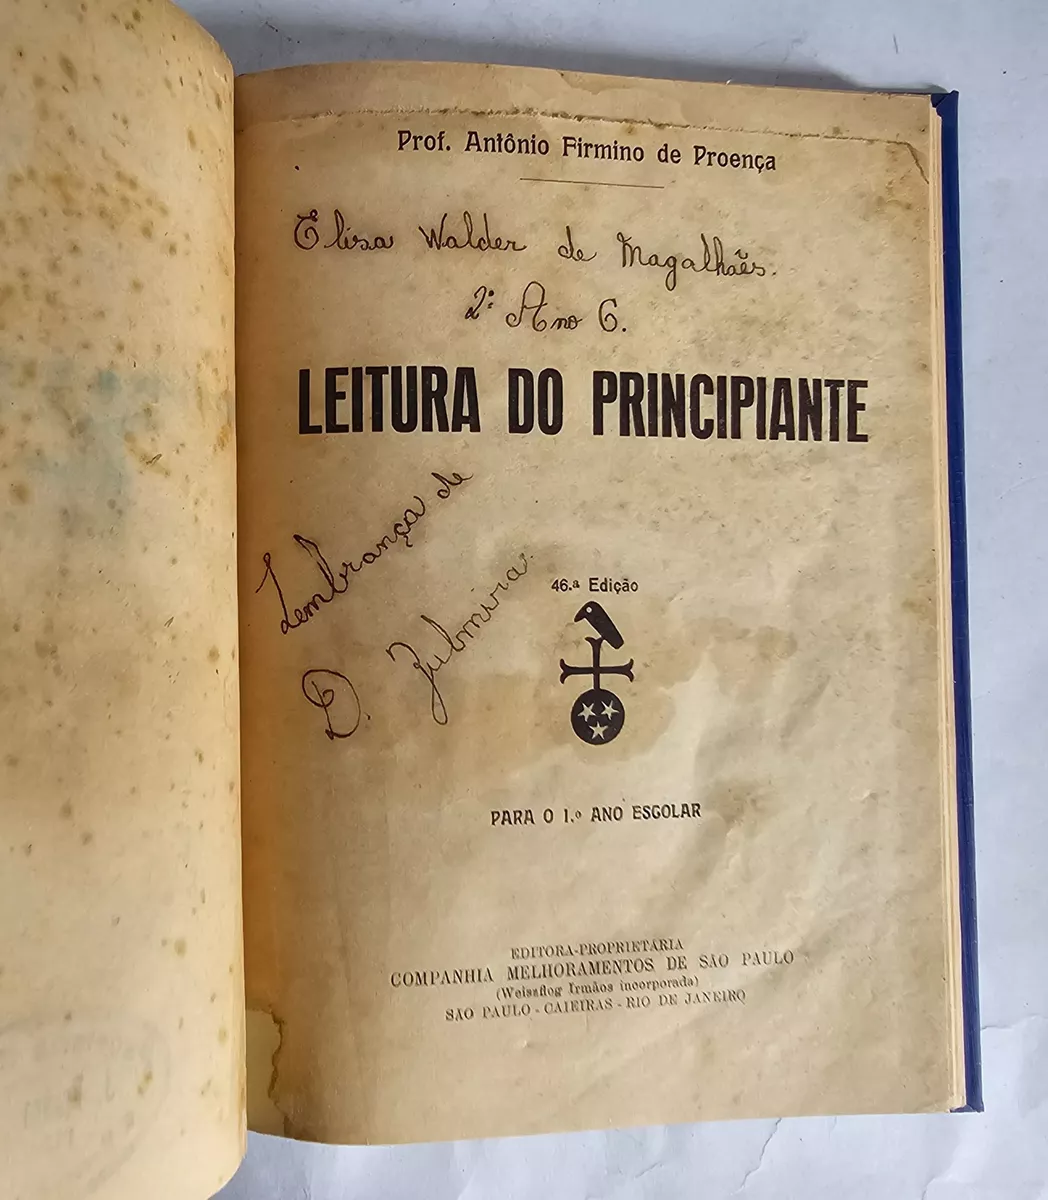 Prof. Antônio Firmino de Proença
Elisa Walder de Magalhães.
2º Ano C.
LEITURA DO PRINCIPIANTE
Lembrança de
D. Zulmira
46.ª Edição
PARA O 1.º ANO ESCOLAR
EDITORA-PROPRIETÁRIA
COMPANHIA MELHORAMENTOS DE SÃO PAULO
(Weiszflog Irmãos incorporada)
SÃO PAULO - CAIEIRAS - RIO DE JANEIRO